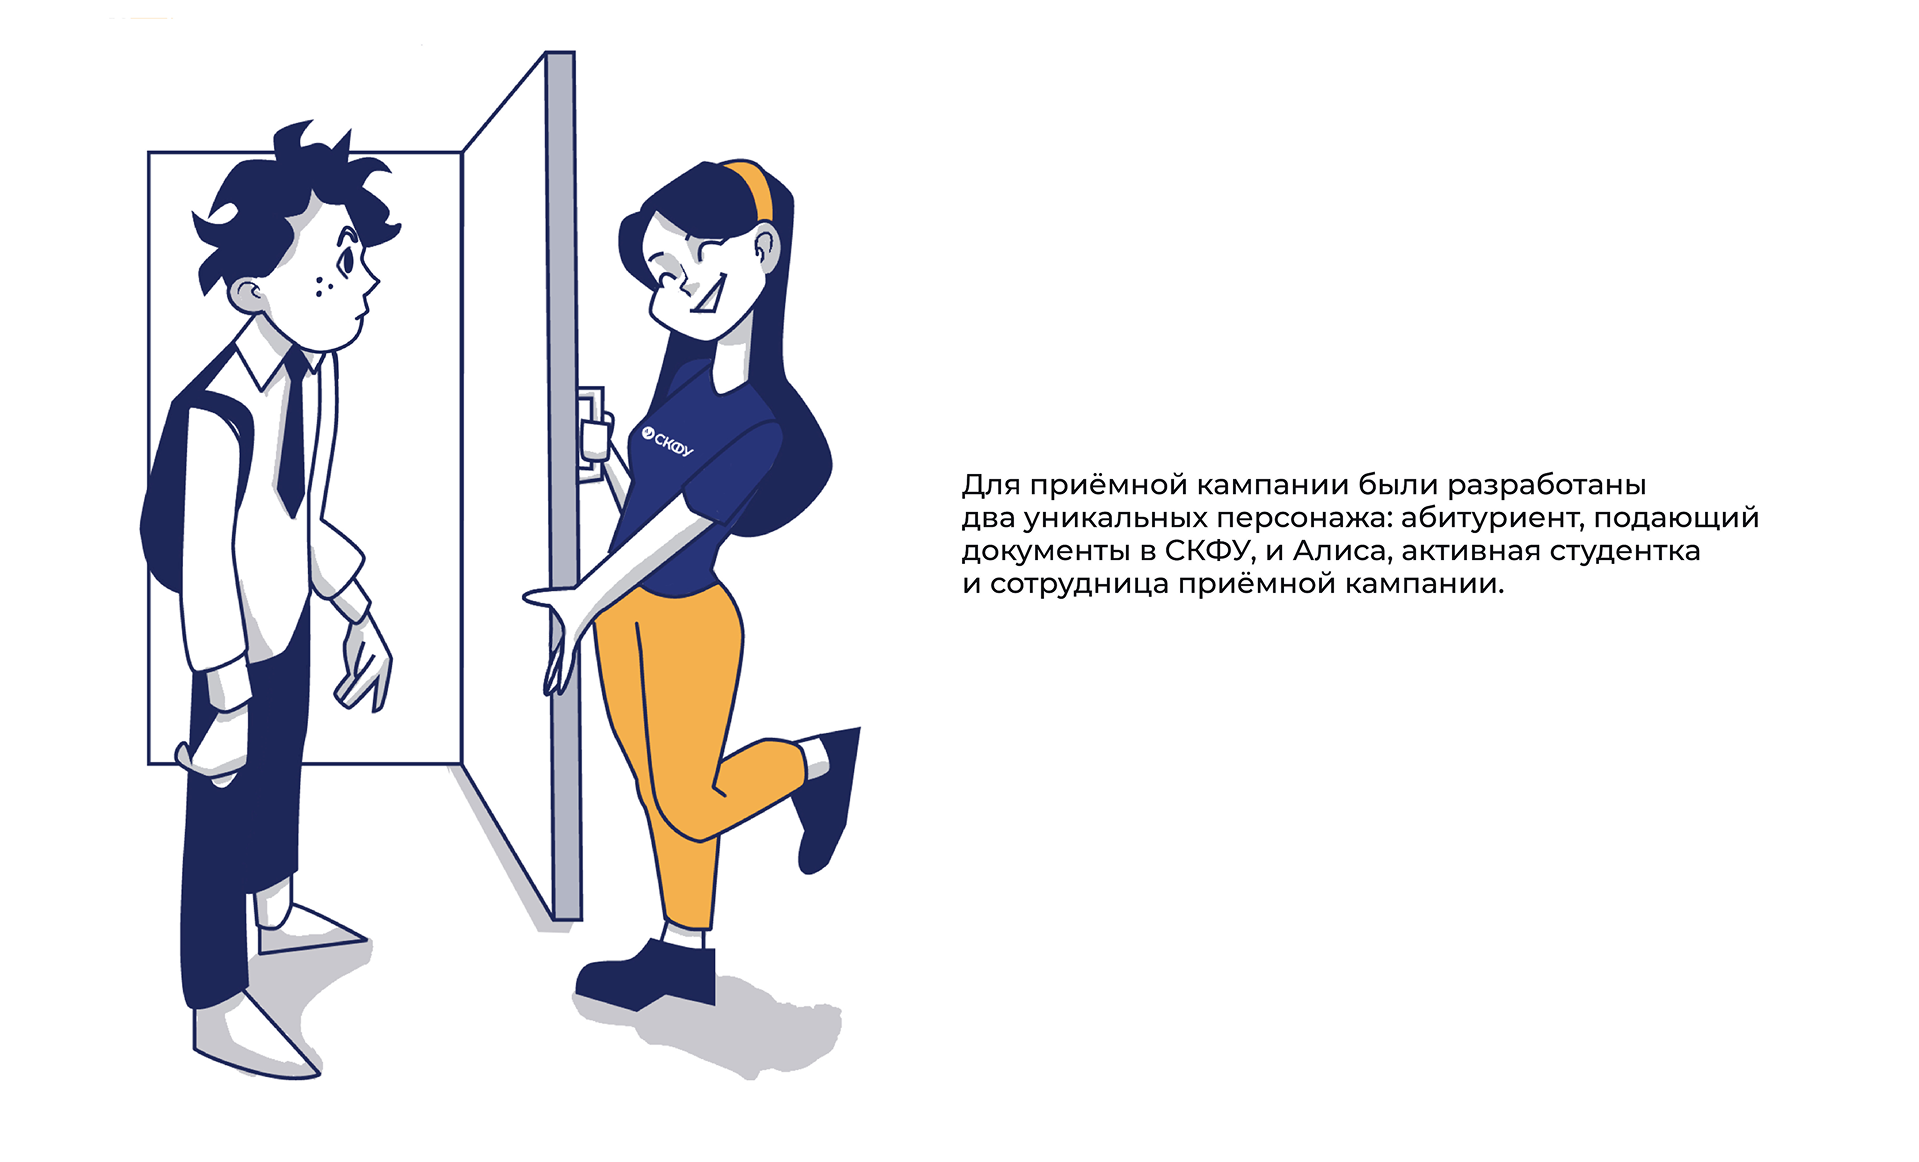 СКФУ
Для приёмной кампании были разработаны
два уникальных персонажа: абитуриент, подающий
документы в СКФУ, и Алиса, активная студентка
и сотрудница приёмной кампании.